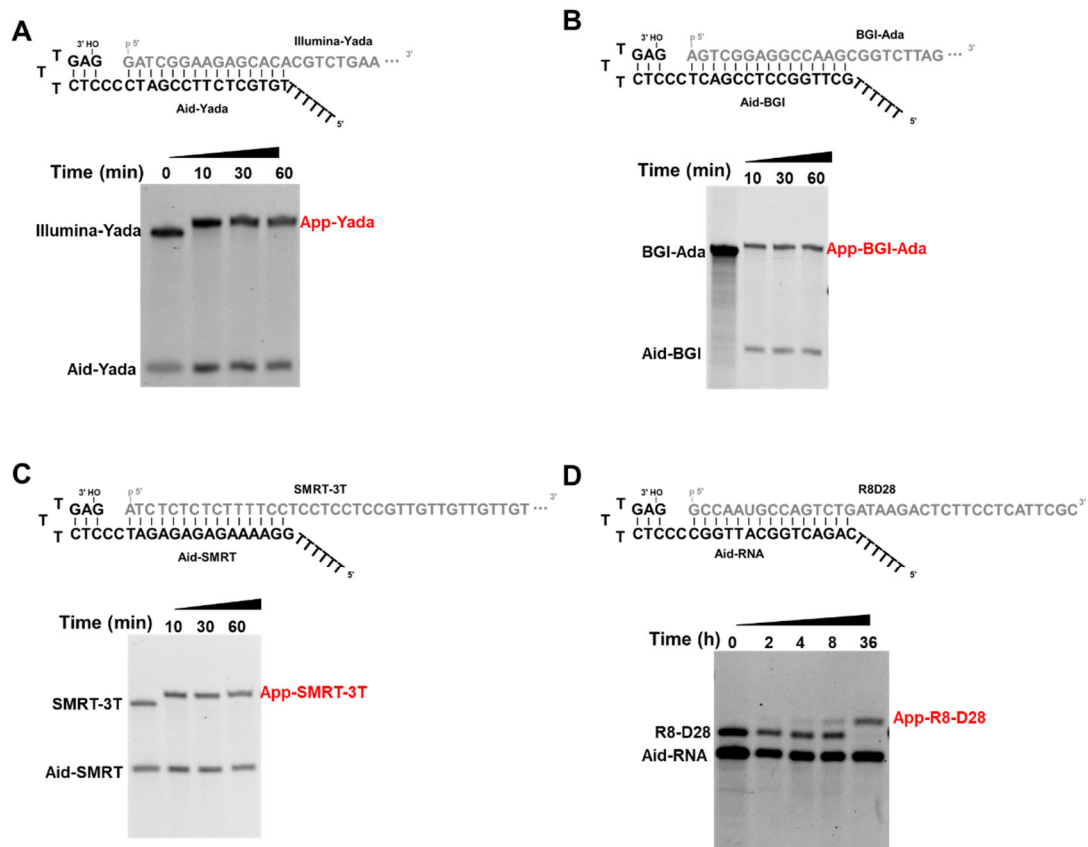 A
Illumina-Yada
3' HO
p 5'
T
GAG
GATCGGAAGAGCACACGTCTGAA ··· 3'
T
T
CTCCCCTAGCCTTCTCGTGTTTTTTT
5'
Aid-Yada
Time (min) 0 10 30 60
Illumina-Yada
App-Yada
Aid-Yada
B
BGI-Ada
3' HO
p 5'
T
GAG
AGTCGGAGGCCAAGCGGTCTTAG ··· 3'
T
T
CTCCCTCAGCCTCCGGTTCGTTTTTT
5'
Aid-BGI
Time (min) 10 30 60
BGI-Ada
App-BGI-Ada
Aid-BGI
C
SMRT-3T
3' HO
p 5'
T
GAG
ATCTCTCTCTTTTCCTCCTCCTCCGTTGTTGTTGTTGT ··· 3'
T
T
CTCCCTAGAGAGAGAAAAGGTTTTTT
5'
Aid-SMRT
Time (min) 10 30 60
SMRT-3T
App-SMRT-3T
Aid-SMRT
D
R8D28
3' HO
p 5'
T
GAG
GCCAAUGCCAGTCTGATAAGACTCTTCCTCATTCGC 3'
T
T
CTCCCCGGTTACGGTCAGACTTTTTT
5'
Aid-RNA
Time (h) 0 2 4 8 36
App-R8-D28
R8-D28
Aid-RNA